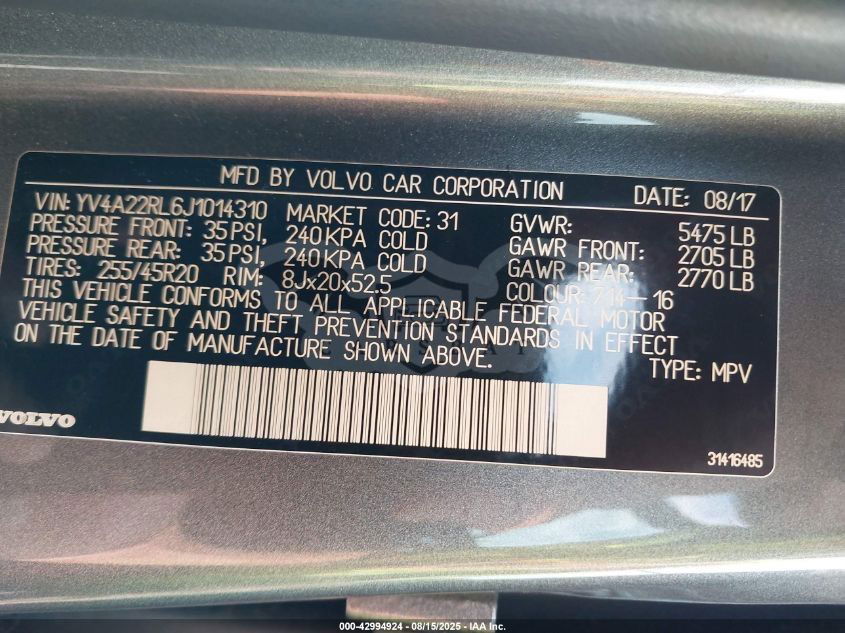 MFD BY VOLVO CAR CORPORATION DATE: 08/17
VIN: YV4A22RL6J1014310 MARKET CODE: 31 GVWR: 5475 LB
PRESSURE FRONT: 35 PSI, 240 KPA COLD GAWR FRONT: 2705 LB
PRESSURE REAR: 35 PSI, 240 KPA COLD GAWR REAR: 2770 LB
TIRES: 255/45R20 RIM: 8Jx20x52.5 COLOUR: 714-16
THIS VEHICLE CONFORMS TO ALL APPLICABLE FEDERAL MOTOR
VEHICLE SAFETY AND THEFT PREVENTION STANDARDS IN EFFECT
ON THE DATE OF MANUFACTURE SHOWN ABOVE. TYPE: MPV
VOLVO
31416485
000-42994924 - 08/15/2025 - IAA Inc.